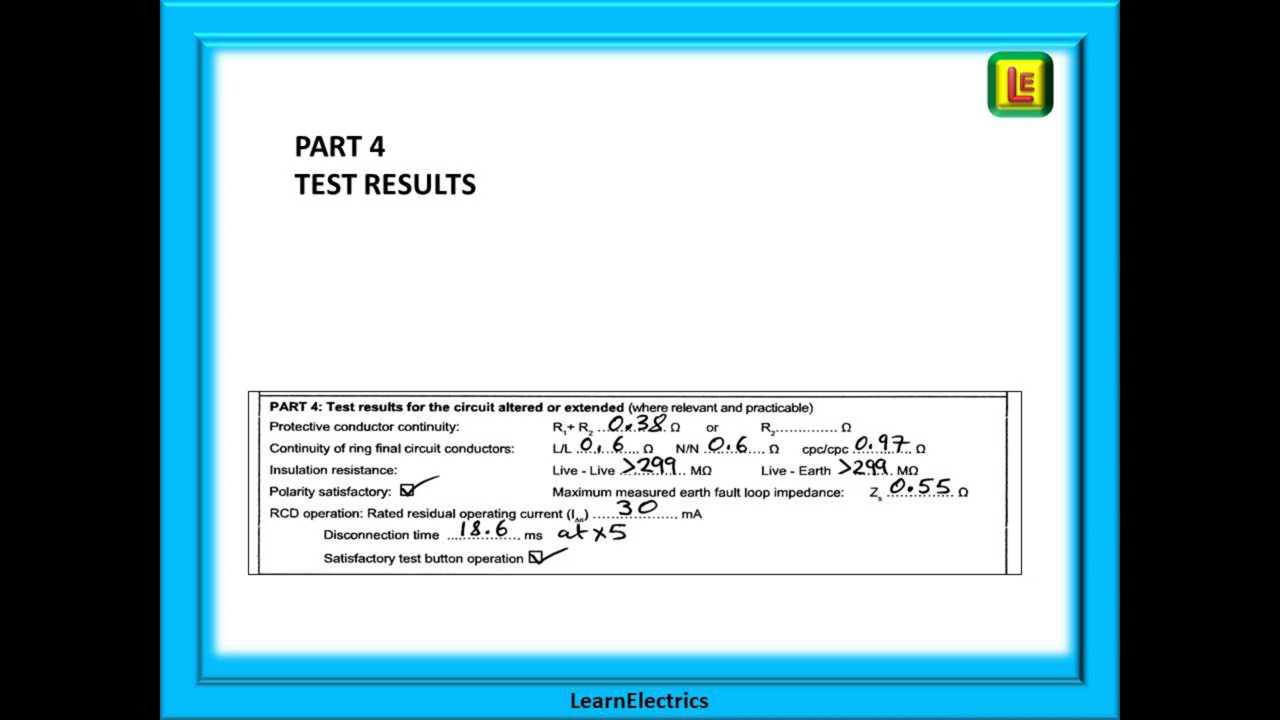 LE
PART 4
TEST RESULTS
PART 4: Test results for the circuit altered or extended (where relevant and practicable)
Protective conductor continuity: R₁+ R₂ ...0.38.. Ω or R₂.............. Ω
Continuity of ring final circuit conductors: L/L ..0.6.... Ω N/N .0.6.... Ω cpc/cpc .0.97.. Ω
Insulation resistance: Live - Live .>299.. MΩ Live - Earth >299. MΩ
Polarity satisfactory: ☑ Maximum measured earth fault loop impedance: Zs .0.55. Ω
RCD operation: Rated residual operating current (IΔn) ......30...... mA
Disconnection time ...18.6... ms at x5
Satisfactory test button operation ☑
LearnElectrics